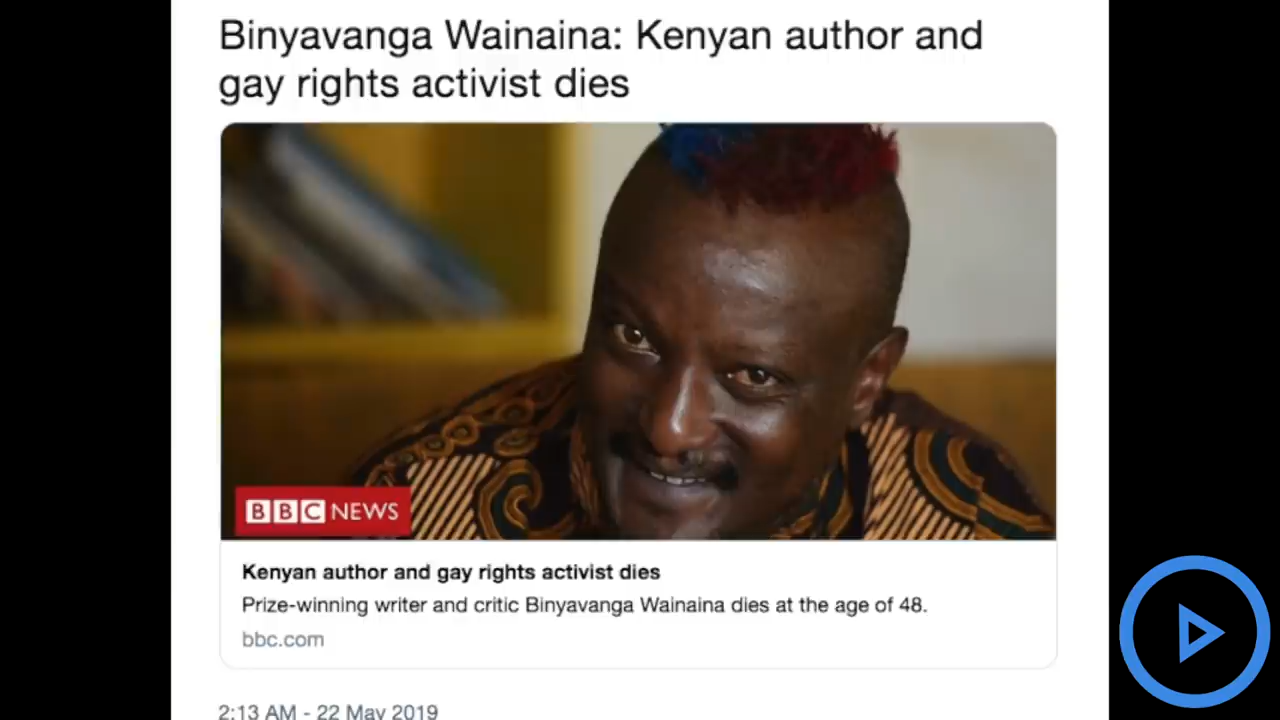 Binyavanga Wainaina: Kenyan author and
gay rights activist dies
BBC NEWS
Kenyan author and gay rights activist dies
Prize-winning writer and critic Binyavanga Wainaina dies at the age of 48.
bbc.com
2:13 AM - 22 May 2019